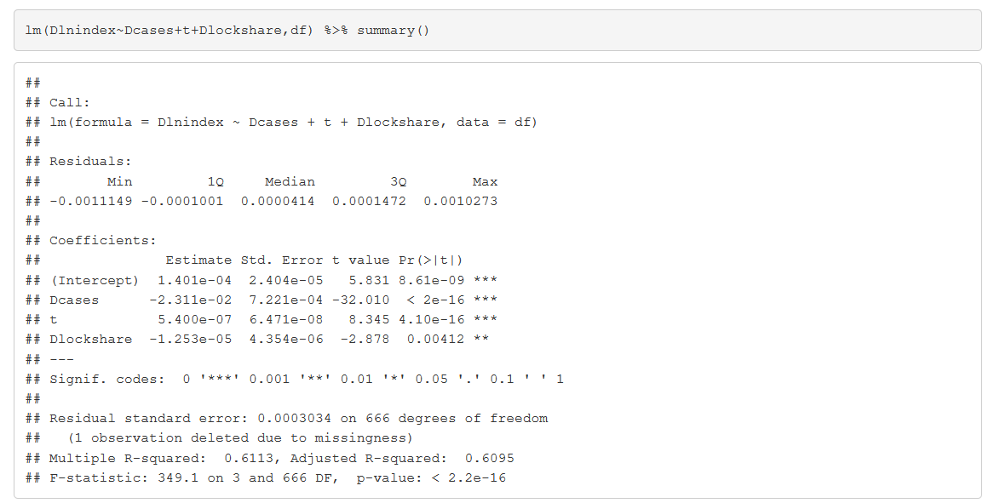 lm(Dlnindex~Dcases+t+Dlockshare,df) %>% summary()
##
## Call:
## lm(formula = Dlnindex ~ Dcases + t + Dlockshare, data = df)
##
## Residuals:
##        Min         1Q     Median         3Q        Max
## -0.0011149 -0.0001001  0.0000414  0.0001472  0.0010273
##
## Coefficients:
##               Estimate Std. Error t value Pr(>|t|)
## (Intercept)  1.401e-04  2.404e-05   5.831 8.61e-09 ***
## Dcases      -2.311e-02  7.221e-04 -32.010  < 2e-16 ***
## t            5.400e-07  6.471e-08   8.345 4.10e-16 ***
## Dlockshare  -1.253e-05  4.354e-06  -2.878  0.00412 **
## ---
## Signif. codes:  0 '***' 0.001 '**' 0.01 '*' 0.05 '.' 0.1 ' ' 1
##
## Residual standard error: 0.0003034 on 666 degrees of freedom
##   (1 observation deleted due to missingness)
## Multiple R-squared:  0.6113, Adjusted R-squared:  0.6095
## F-statistic: 349.1 on 3 and 666 DF,  p-value: < 2.2e-16